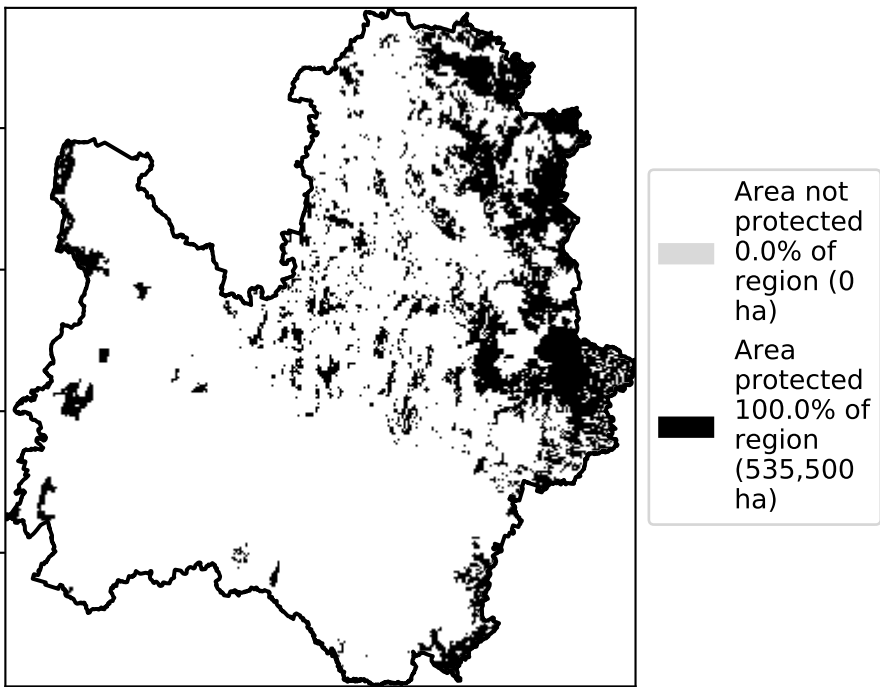 Area not
protected
0.0% of
region (0
ha)
Area
protected
100.0% of
region
(535,500
ha)